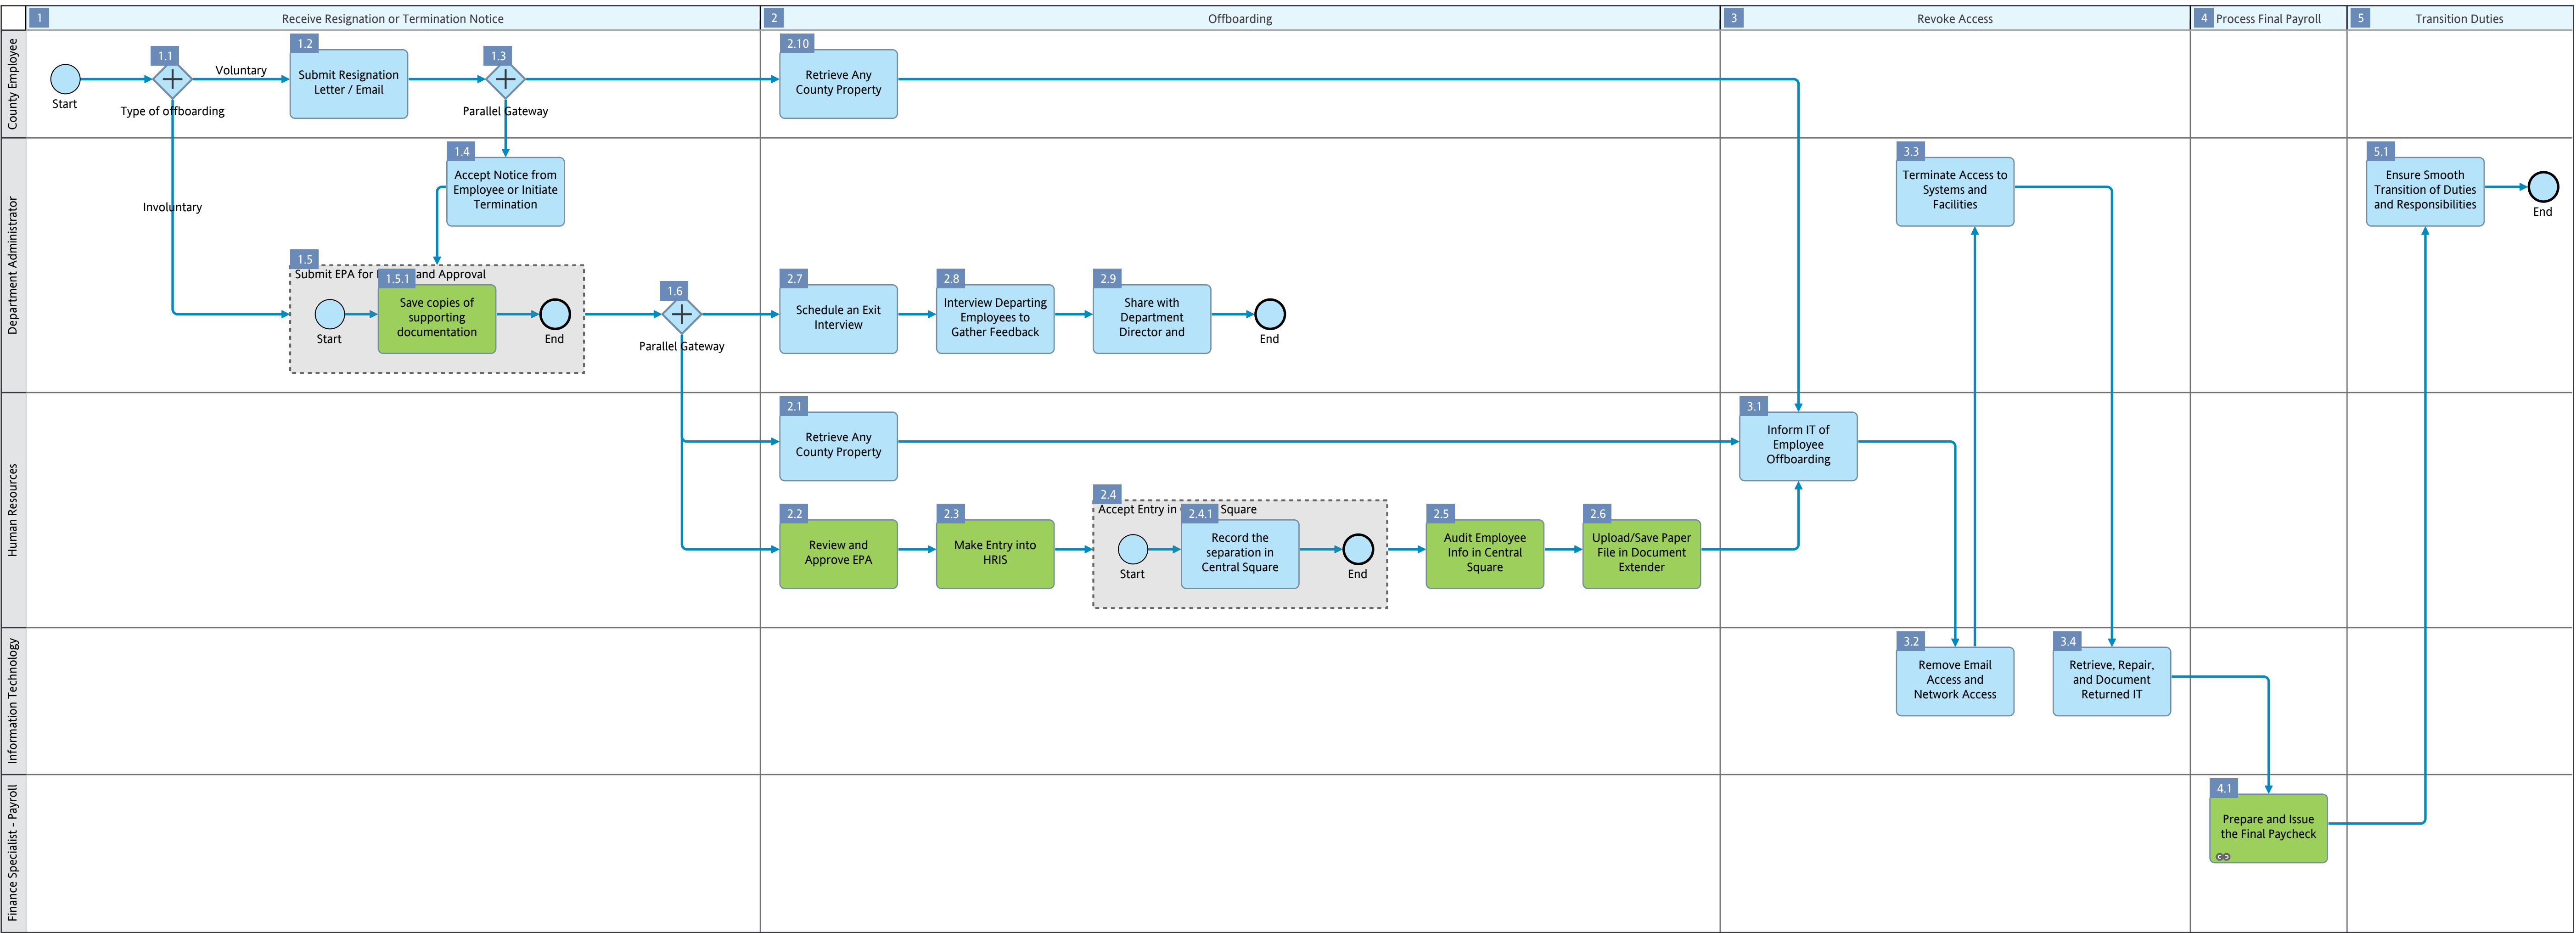 1
Receive Resignation or Termination Notice
2
Offboarding
3
Revoke Access
4
Process Final Payroll
5
Transition Duties
County Employee
Start
1.1
Type of offboarding
Voluntary
Involuntary
1.2
Submit Resignation
Letter / Email
1.3
Parallel Gateway
2.10
Retrieve Any
County Property
Department Administrator
1.4
Accept Notice from
Employee or Initiate
Termination
1.5
Submit EPA for
and Approval
Start
1.5.1
Save copies of
supporting
documentation
End
1.6
Parallel Gateway
2.7
Schedule an Exit
Interview
2.8
Interview Departing
Employees to
Gather Feedback
2.9
Share with
Department
Director and
End
3.3
Terminate Access to
Systems and
Facilities
5.1
Ensure Smooth
Transition of Duties
and Responsibilities
End
Human Resources
2.1
Retrieve Any
County Property
3.1
Inform IT of
Employee
Offboarding
2.2
Review and
Approve EPA
2.3
Make Entry into
HRIS
2.4
Accept Entry in
Square
Start
2.4.1
Record the
separation in
Central Square
End
2.5
Audit Employee
Info in Central
Square
2.6
Upload/Save Paper
File in Document
Extender
Information Technology
3.2
Remove Email
Access and
Network Access
3.4
Retrieve, Repair,
and Document
Returned IT
Finance Specialist - Payroll
4.1
Prepare and Issue
the Final Paycheck